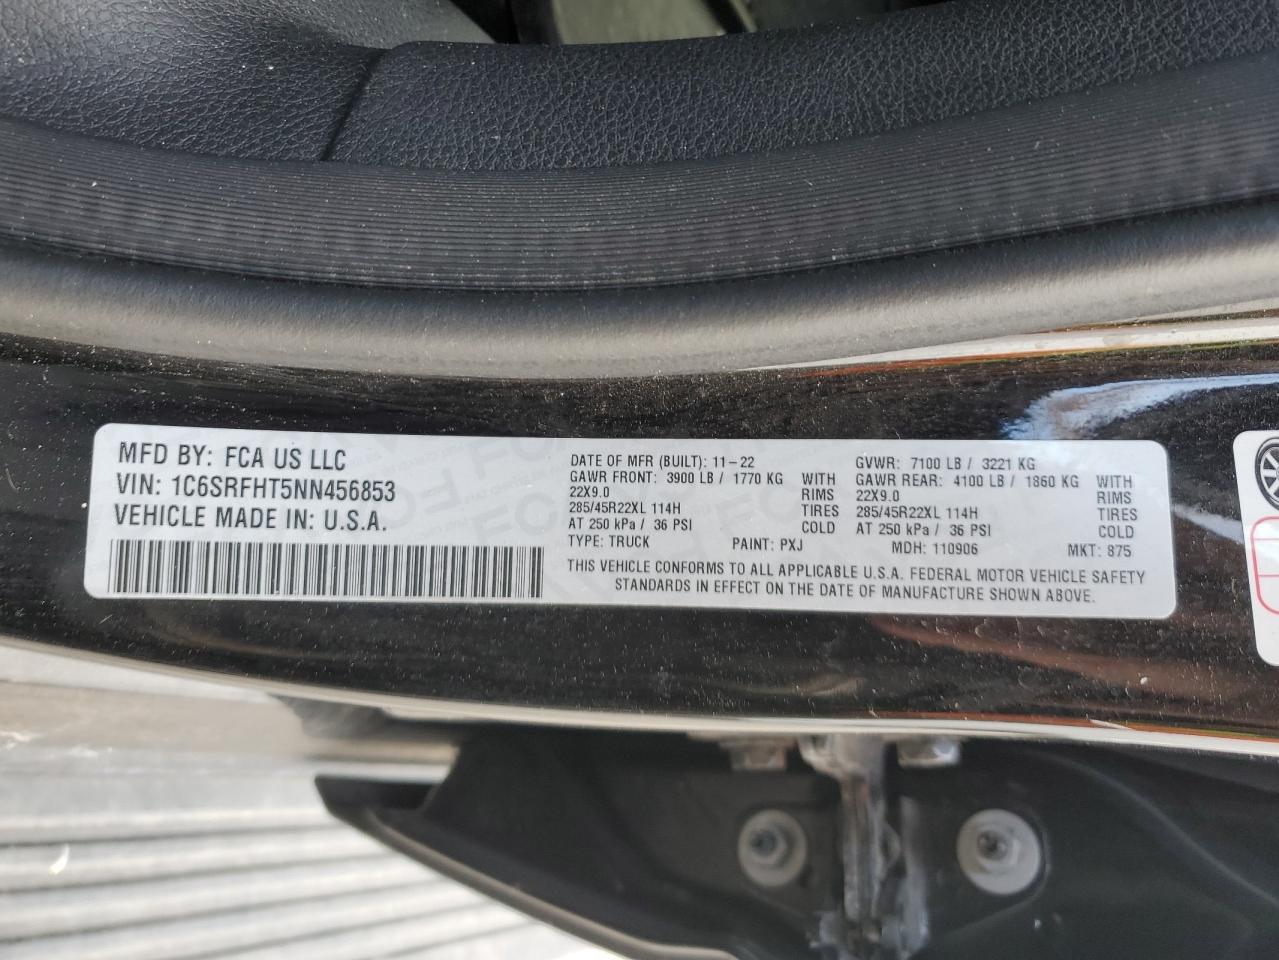 MFD BY: FCA US LLC
VIN: 1C6SRFHT5NN456853
VEHICLE MADE IN: U.S.A.
DATE OF MFR (BUILT): 11-22
GAWR FRONT: 3900 LB / 1770 KG WITH
22X9.0 RIMS
285/45R22XL 114H TIRES
AT 250 kPa / 36 PSI COLD
TYPE: TRUCK PAINT: PXJ
GVWR: 7100 LB / 3221 KG
GAWR REAR: 4100 LB / 1860 KG WITH
22X9.0 RIMS
285/45R22XL 114H TIRES
AT 250 kPa / 36 PSI COLD
MDH: 110906 MKT: 875
THIS VEHICLE CONFORMS TO ALL APPLICABLE U.S.A. FEDERAL MOTOR VEHICLE SAFETY
STANDARDS IN EFFECT ON THE DATE OF MANUFACTURE SHOWN ABOVE.